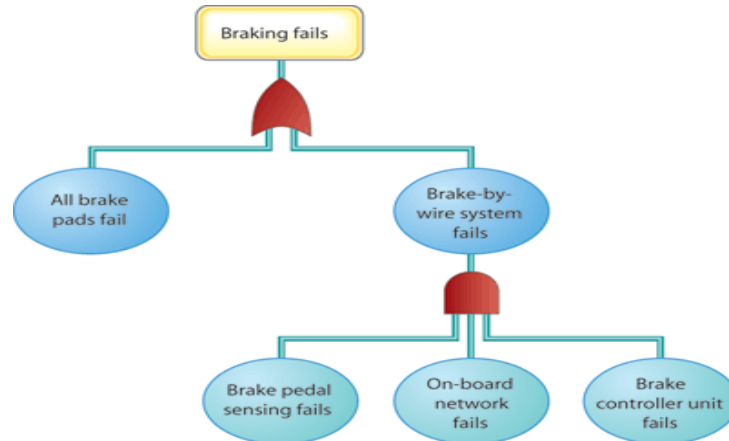 Braking fails
All brake
pads fail
Brake-by-
wire system
fails
Brake pedal
sensing fails
On-board
network
fails
Brake
controller unit
fails